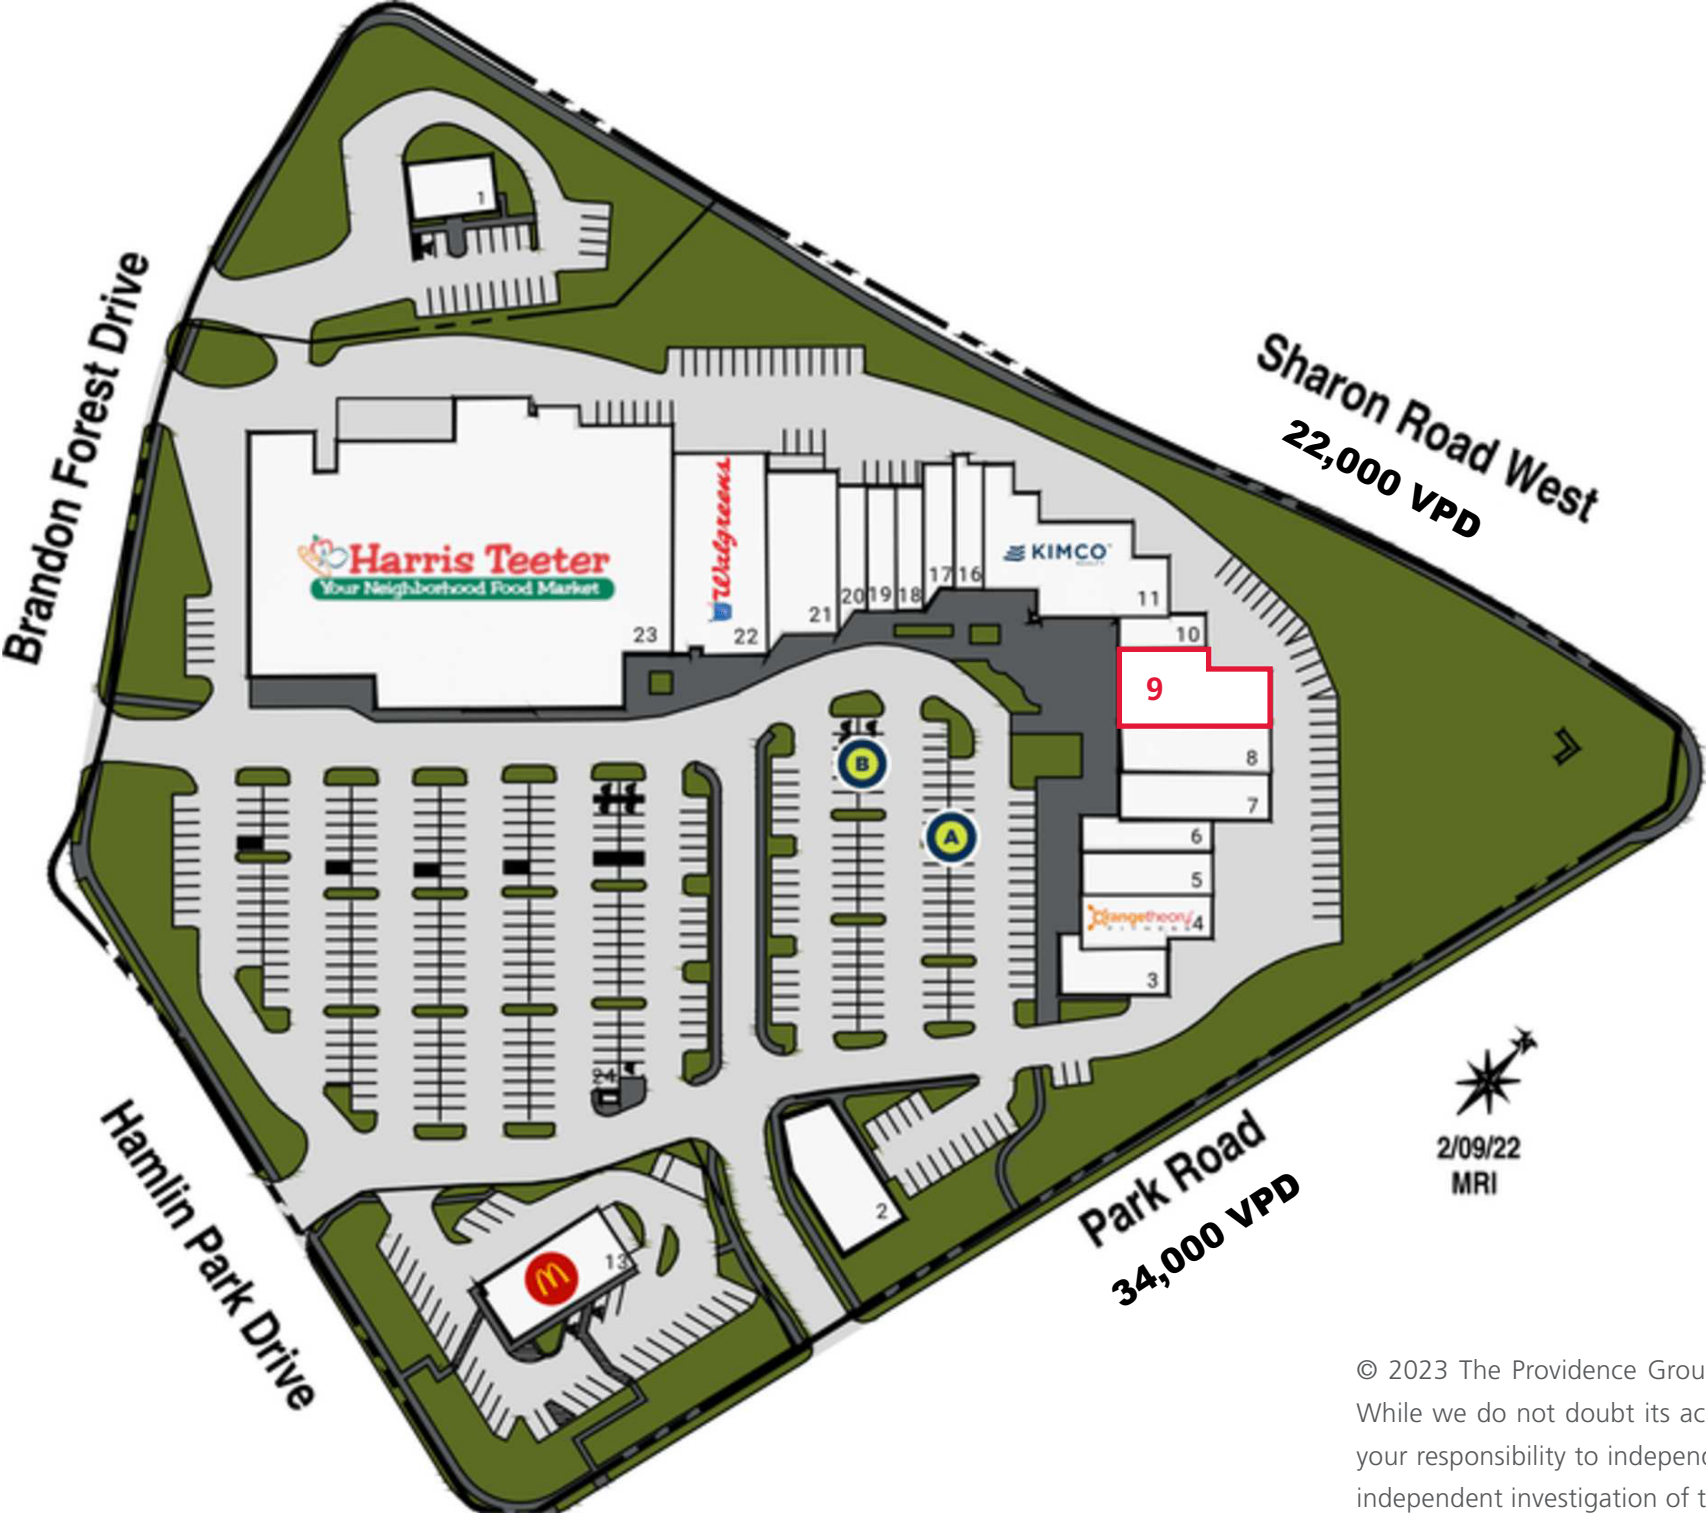 1
Brandon Forest Drive
Sharon Road West
22,000 VPD
Harris Teeter
Your Neighborhood Food Market
23
Walgreens
22
21
20
19
18
17
16
KIMCO
11
10
9
8
7
6
5
orangetheory
4
3
B
A
24
2
13
Hamlin Park Drive
Park Road
34,000 VPD
2/09/22
MRI
© 2023 The Providence Grou
While we do not doubt its ac
your responsibility to independ
independent investigation of t